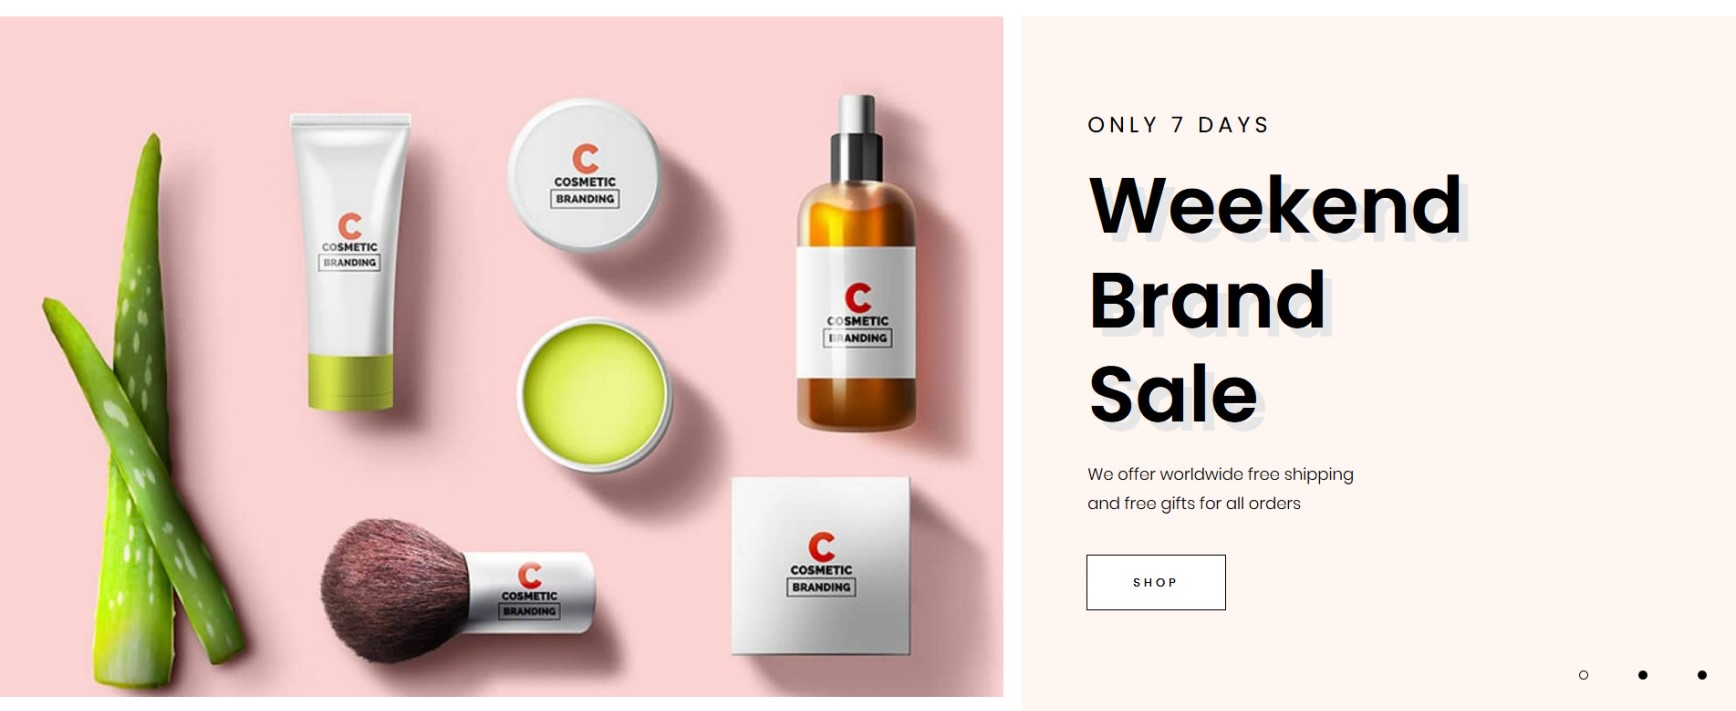 C
COSMETIC
BRANDING
C
COSMETIC
BRANDING
C
COSMETIC
BRANDING
C
COSMETIC
BRANDING
C
COSMETIC
BRANDING
ONLY 7 DAYS
Weekend
Brand
Sale
We offer worldwide free shipping
and free gifts for all orders
SHOP